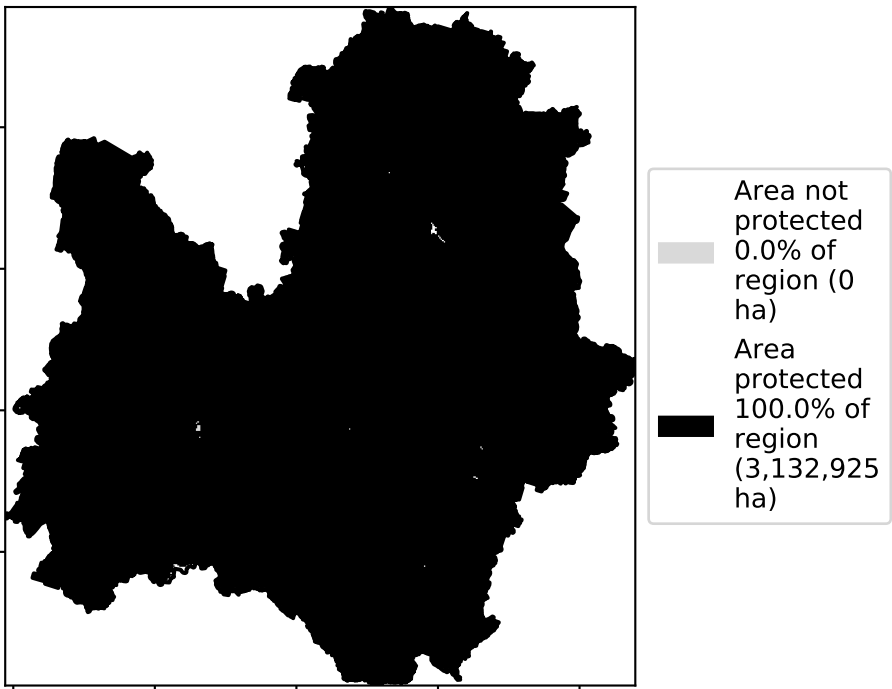 Area not
protected
0.0% of
region (0
ha)
Area
protected
100.0% of
region
(3,132,925
ha)